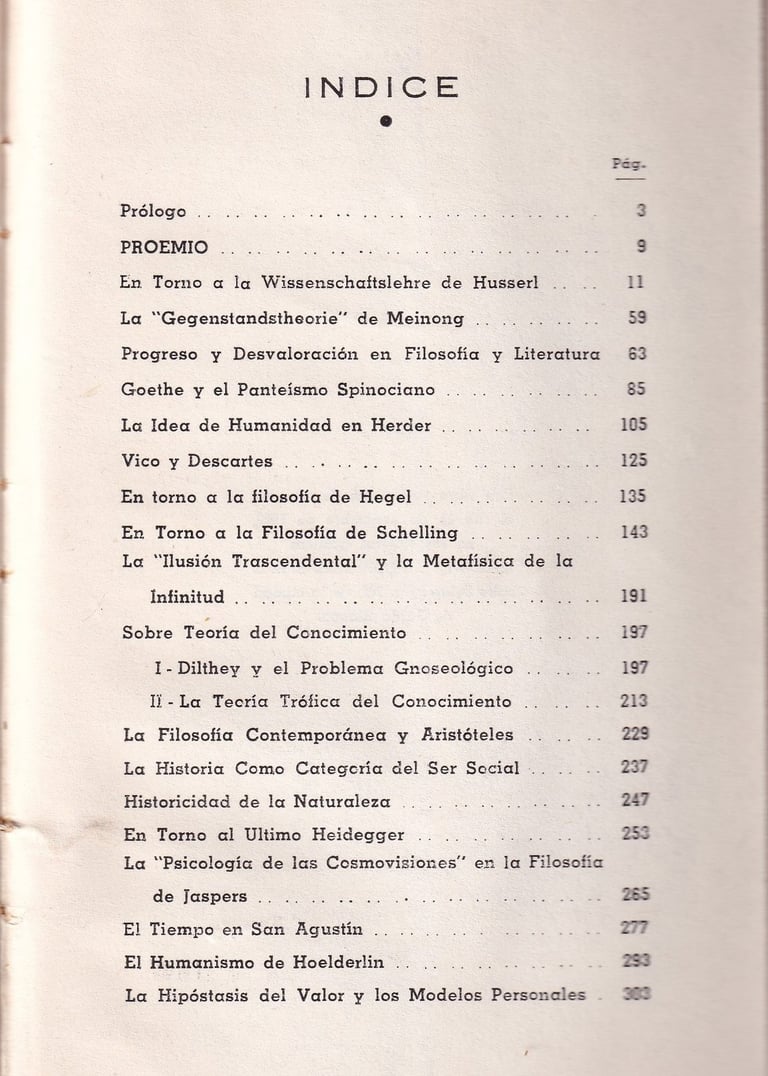 INDICE
Pág.
Prólogo .. .. .. .. .. .. .. .. .. .. .. .. .. .. . 3
PROEMIO .. .. .. .. .. .. .. .. .. .. .. .. .. .. 9
En Torno a la Wissenschaftslehre de Husserl .. .. 11
La "Gegenstandstheorie" de Meinong .. .. .. .. .. 59
Progreso y Desvaloración en Filosofía y Literatura 63
Goethe y el Panteísmo Spinociano .. .. .. .. .. .. 85
La Idea de Humanidad en Herder .. .. .. .. .. .. 105
Vico y Descartes .. .. .. .. .. .. .. .. .. .. .. .. 125
En torno a la filosofía de Hegel .. .. .. .. .. .. .. 135
En Torno a la Filosofía de Schelling .. .. .. .. .. 143
La "Ilusión Trascendental" y la Metafísica de la
Infinitud .. .. .. .. .. .. .. .. .. .. .. .. .. .. 191
Sobre Teoría del Conocimiento .. .. .. .. .. .. .. 197
I - Dilthey y el Problema Gnoseológico .. .. .. 197
II - La Teoría Trófica del Conocimiento .. .. .. 213
La Filosofía Contemporánea y Aristóteles .. .. .. 229
La Historia Como Categoría del Ser Social .. .. .. 237
Historicidad de la Naturaleza .. .. .. .. .. .. .. .. 247
En Torno al Ultimo Heidegger .. .. .. .. .. .. .. 253
La "Psicología de las Cosmovisiones" en la Filosofía
de Jaspers .. .. .. .. .. .. .. .. .. .. .. .. .. 265
El Tiempo en San Agustín .. .. .. .. .. .. .. .. .. 277
El Humanismo de Hoelderlin .. .. .. .. .. .. .. .. 293
La Hipóstasis del Valor y los Modelos Personales . 303